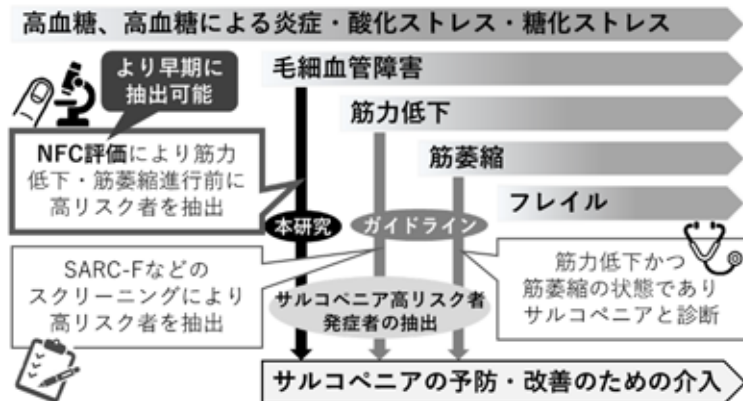 高血糖、高血糖による炎症・酸化ストレス・糖化ストレス
毛細血管障害
より早期に
抽出可能
筋力低下
NFC評価により筋力
低下・筋萎縮進行前に
高リスク者を抽出
筋萎縮
フレイル
本研究
ガイドライン
SARC-Fなどの
スクリーニングにより
高リスク者を抽出
サルコペニア高リスク者
発症者の抽出
筋力低下かつ
筋萎縮の状態であり
サルコペニアと診断
サルコペニアの予防・改善のための介入